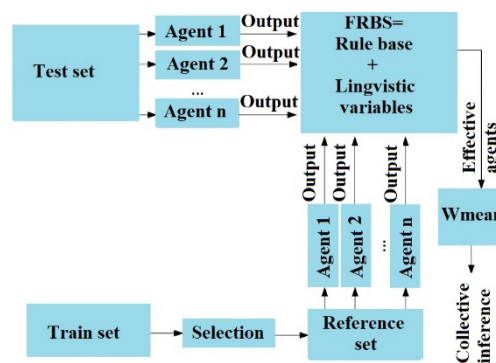 Test set
Agent 1
Agent 2
...
Agent n
Output
Output
Output
FRBS=
Rule base
+
Lingvistic
variables
Effective
agents
Wmean
Collective
inference
Output
Output
Output
Agent 1
Agent 2
...
Agent n
Train set
Selection
Reference
set